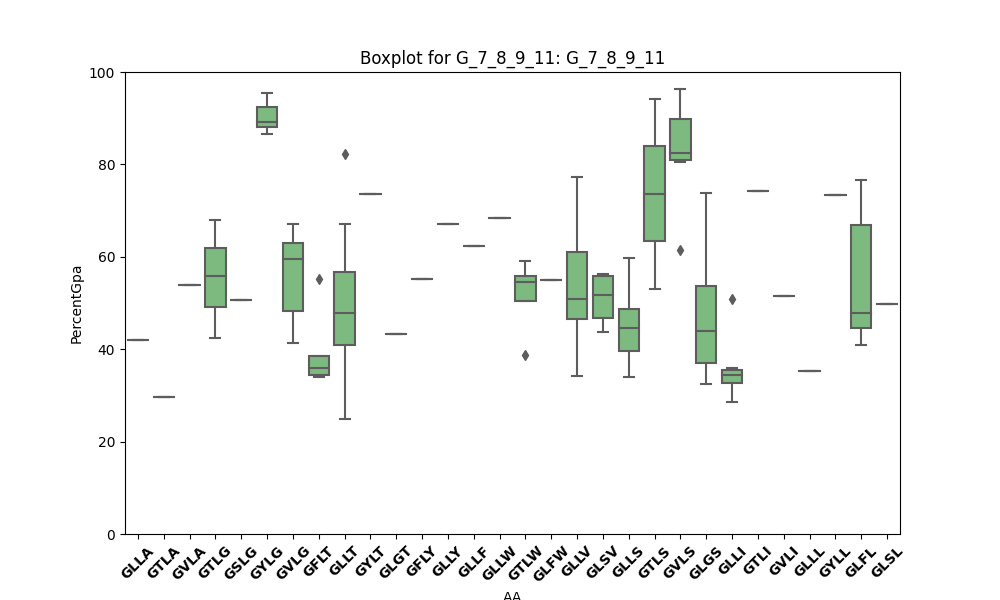 Boxplot for G_7_8_9_11: G_7_8_9_11
100
80
60
40
20
0
PercentGpa
GLLA GTLA GVLA GTLG GSLG GYLG GVLG GFLT GLLT GYLT GLGT GFLY GLLY GLLF GLLW GTLW GLFW GLLV GLSV GLLS GTLS GVLS GLGS GLLI GTLI GVLI GLLL GYLL GLFL GLSL
AA